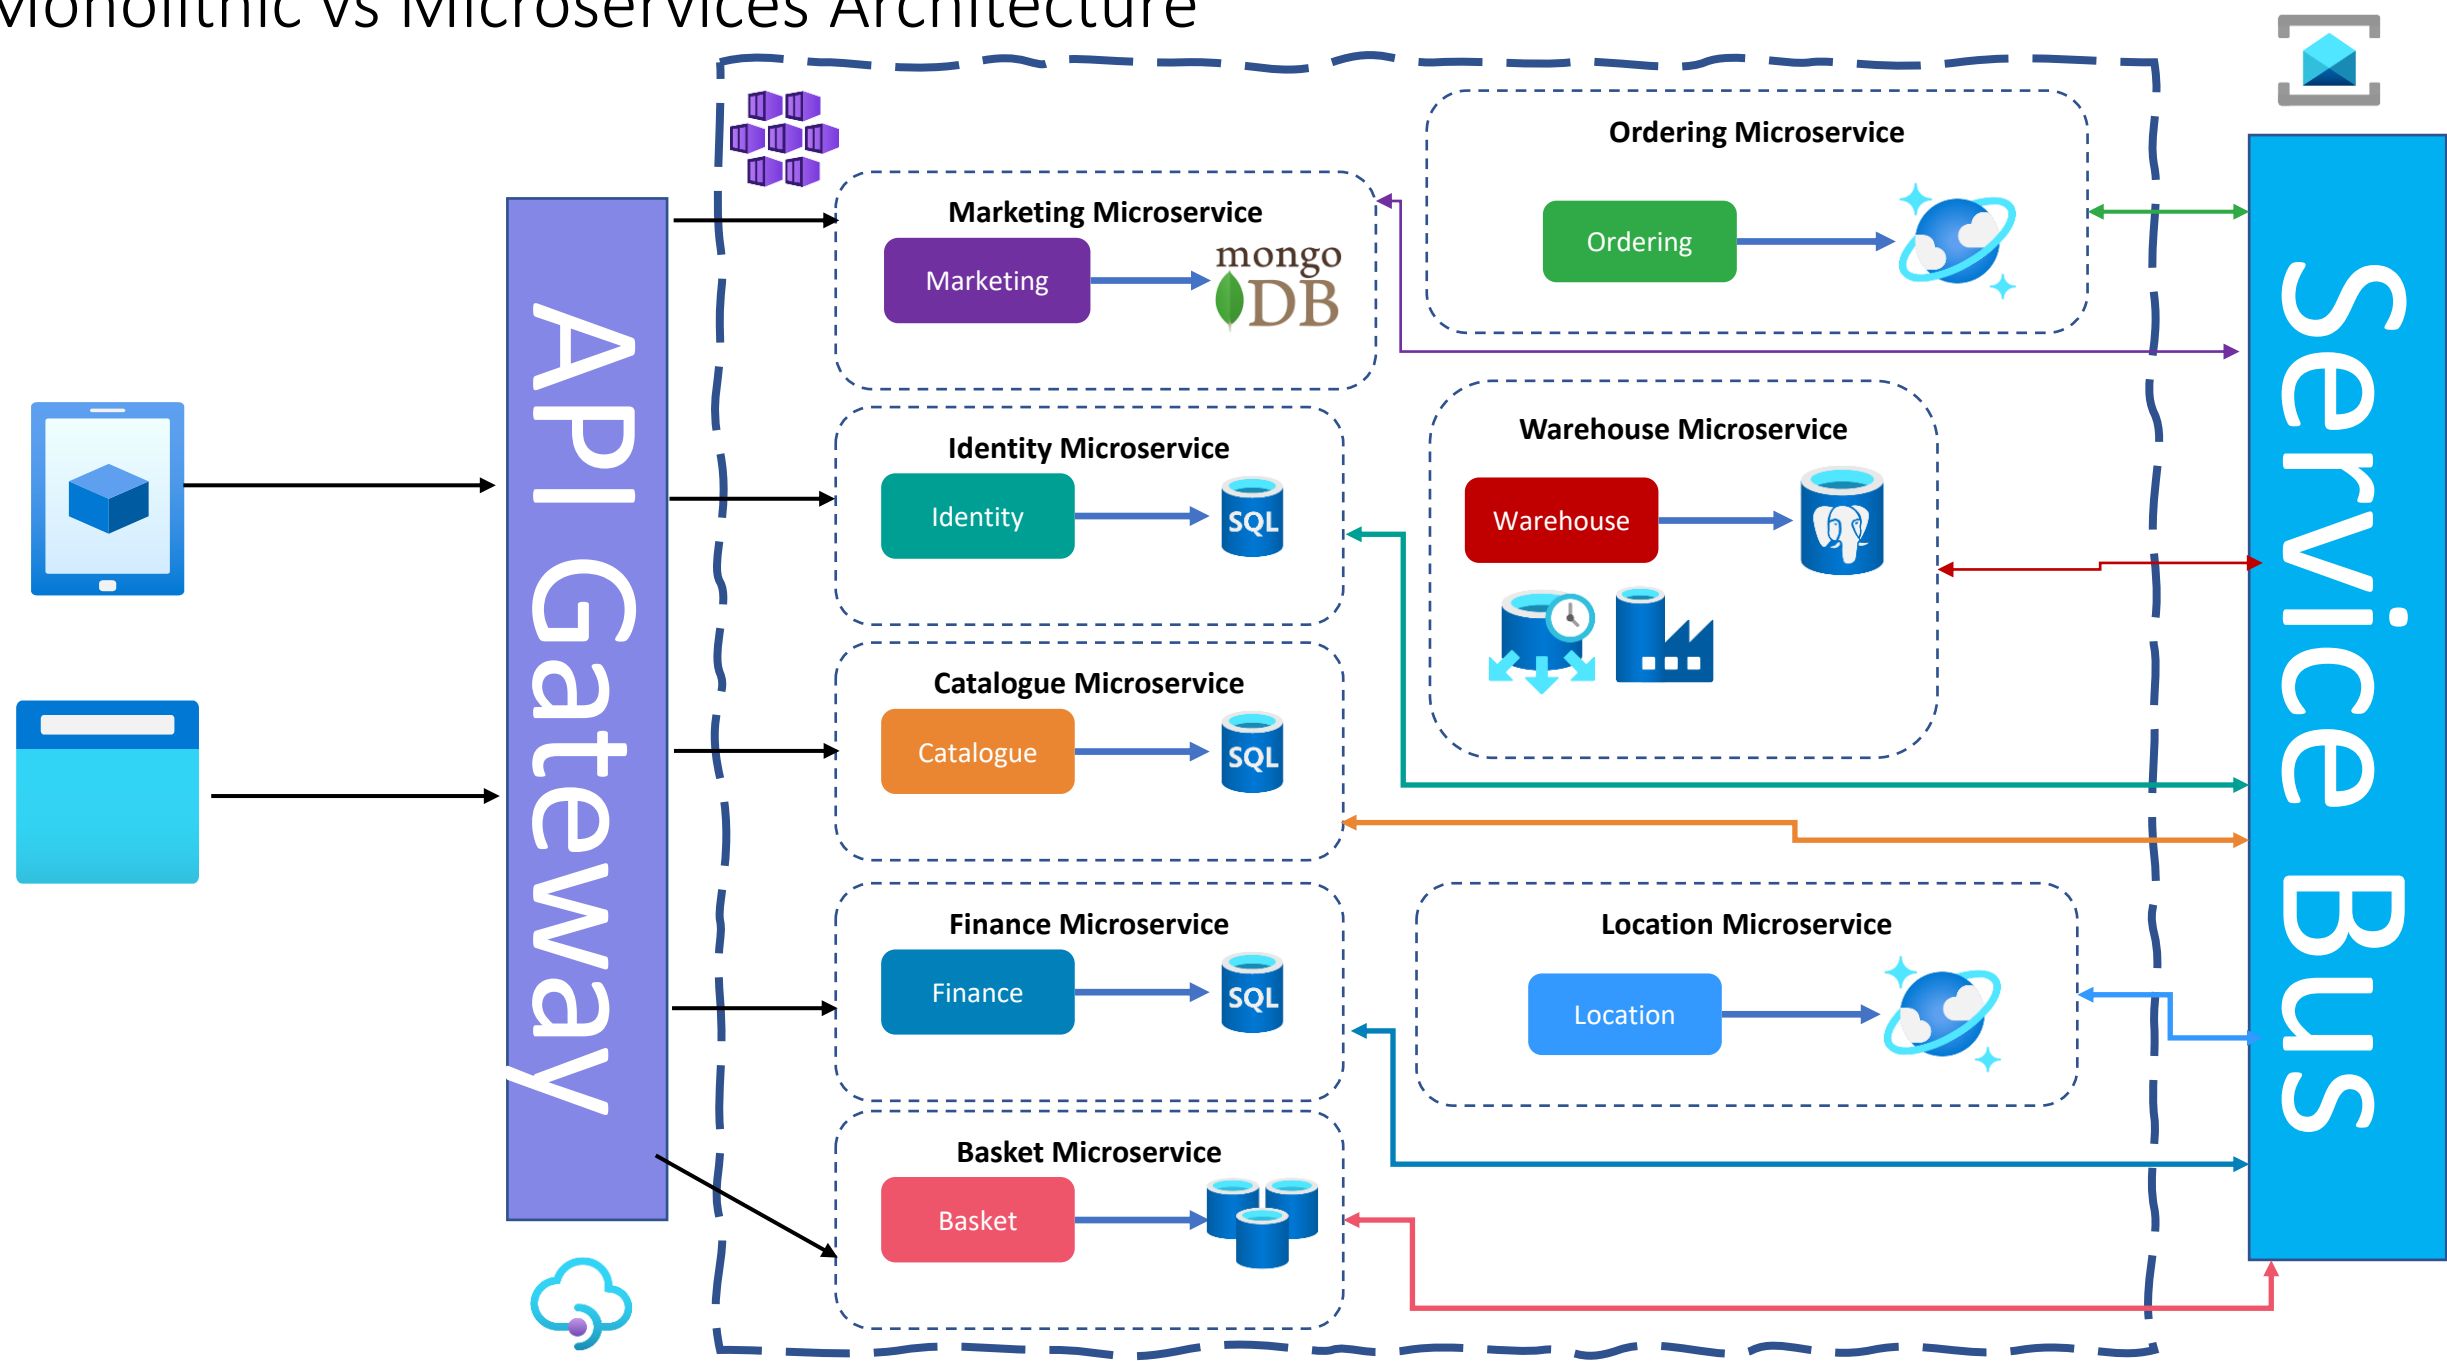 Monolithic vs Microservices Architecture
API Gateway
Marketing Microservice
Marketing
mongo
DB
Identity Microservice
Identity
SQL
Catalogue Microservice
Catalogue
SQL
Finance Microservice
Finance
SQL
Basket Microservice
Basket
Ordering Microservice
Ordering
Warehouse Microservice
Warehouse
Location Microservice
Location
Service Bus